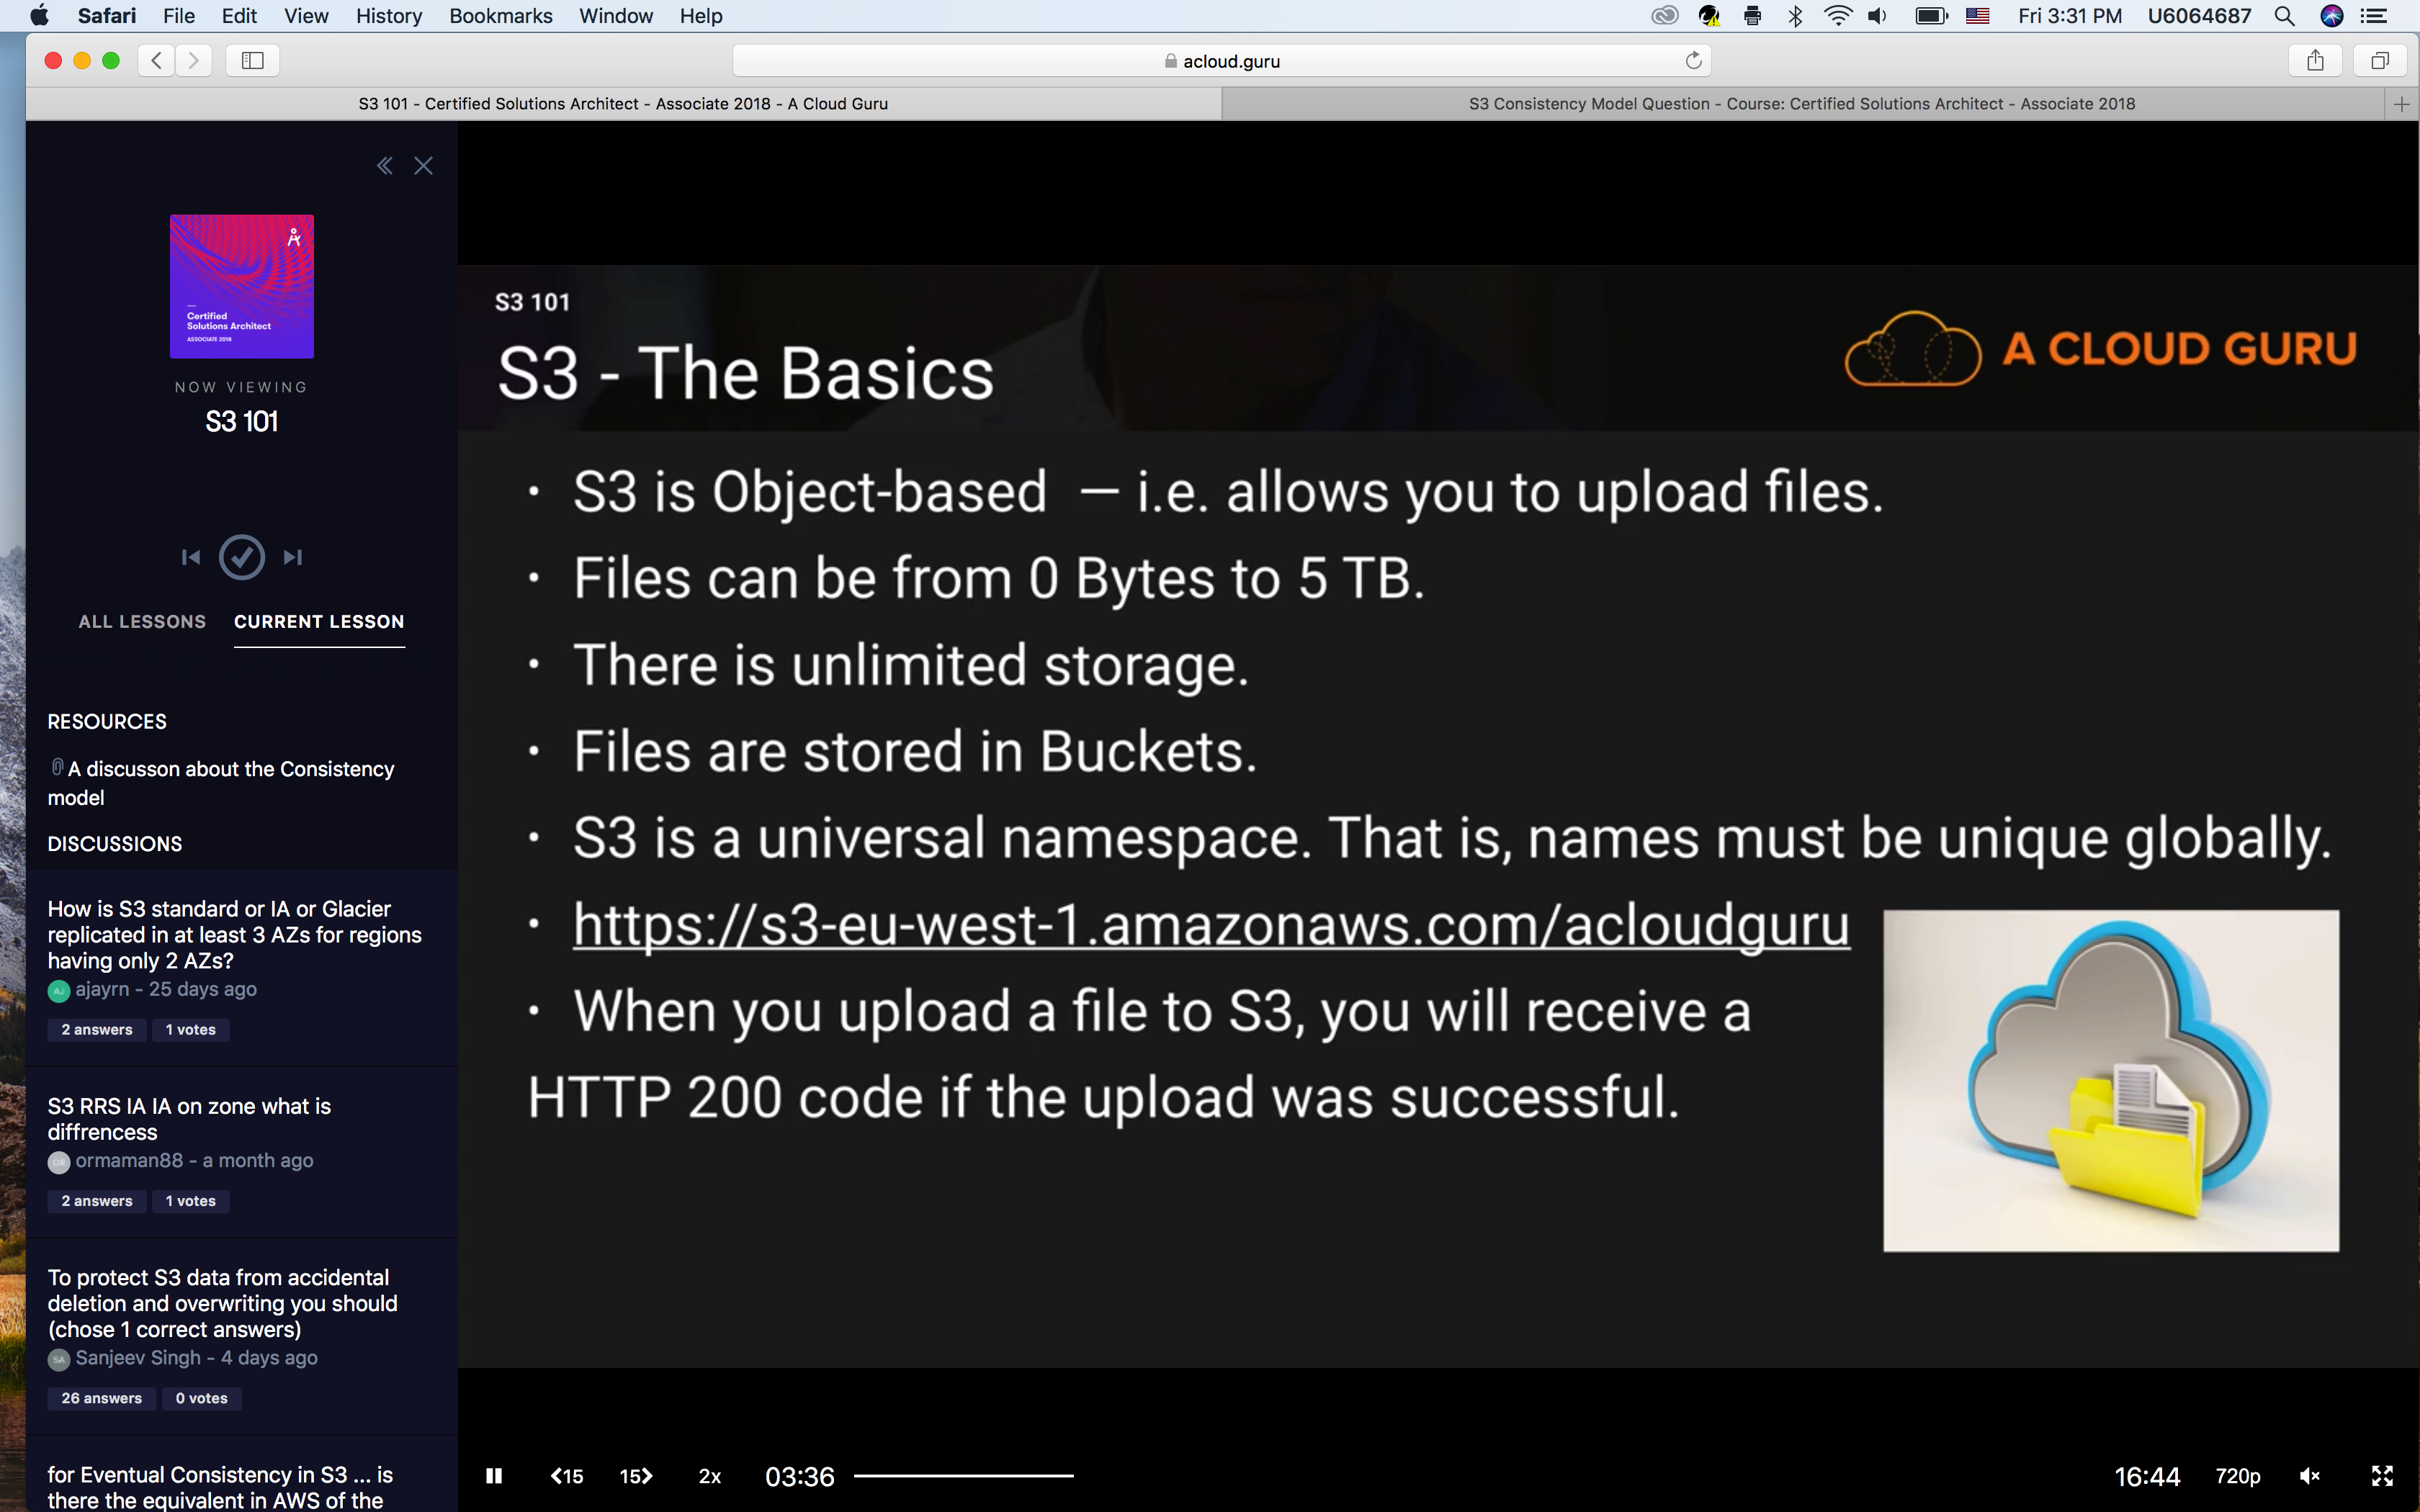 Safari File Edit View History Bookmarks Window Help Fri 3:31 PM U6064687
acloud.guru
S3 101 - Certified Solutions Architect - Associate 2018 - A Cloud Guru
S3 Consistency Model Question - Course: Certified Solutions Architect - Associate 2018
Certified
Solutions Architect
ASSOCIATE 2018
NOW VIEWING
S3 101
ALL LESSONS CURRENT LESSON
RESOURCES
A discusson about the Consistency
model
DISCUSSIONS
How is S3 standard or IA or Glacier
replicated in at least 3 AZs for regions
having only 2 AZs?
AJ ajayrn - 25 days ago
2 answers 1 votes
S3 RRS IA IA on zone what is
diffrencess
OR ormaman88 - a month ago
2 answers 1 votes
To protect S3 data from accidental
deletion and overwriting you should
(chose 1 correct answers)
SA Sanjeev Singh - 4 days ago
26 answers 0 votes
for Eventual Consistency in S3 ... is
there the equivalent in AWS of the
S3 101
S3 - The Basics
A CLOUD GURU
• S3 is Object-based — i.e. allows you to upload files.
• Files can be from 0 Bytes to 5 TB.
• There is unlimited storage.
• Files are stored in Buckets.
• S3 is a universal namespace. That is, names must be unique globally.
• https://s3-eu-west-1.amazonaws.com/acloudguru
• When you upload a file to S3, you will receive a
HTTP 200 code if the upload was successful.
15 15 2x 03:36 16:44 720p